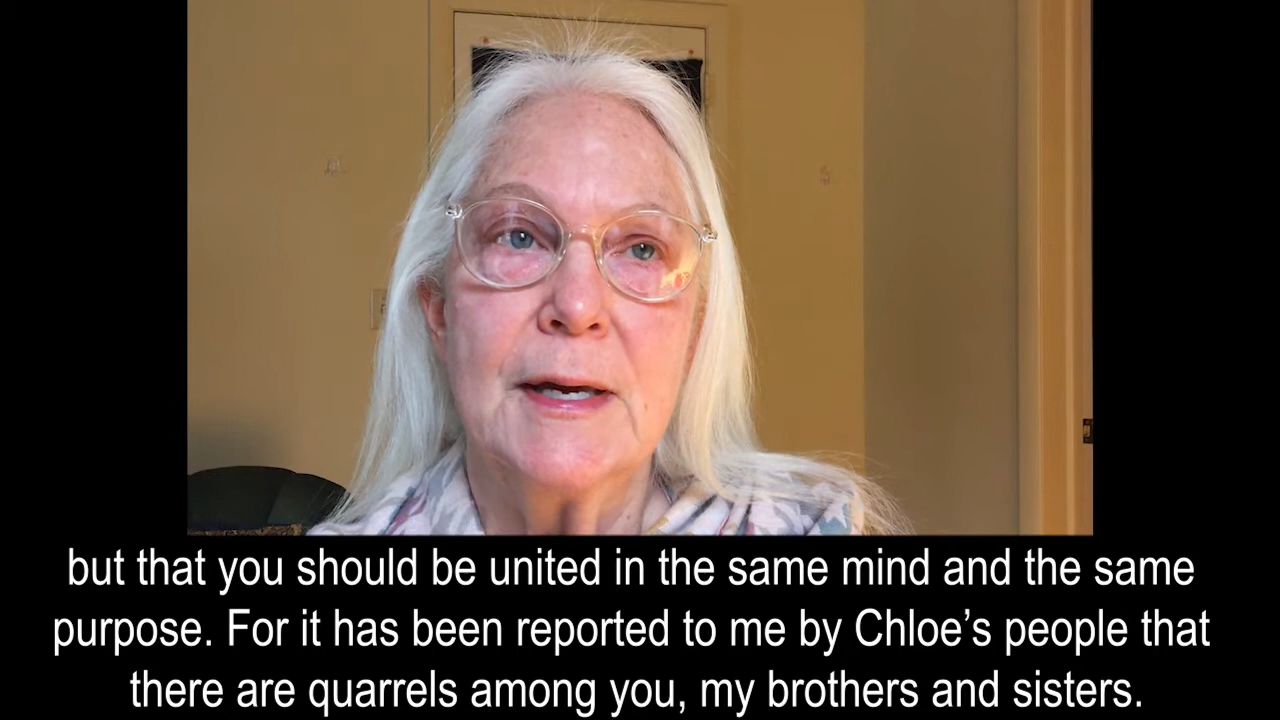 but that you should be united in the same mind and the same
purpose. For it has been reported to me by Chloe’s people that
there are quarrels among you, my brothers and sisters.